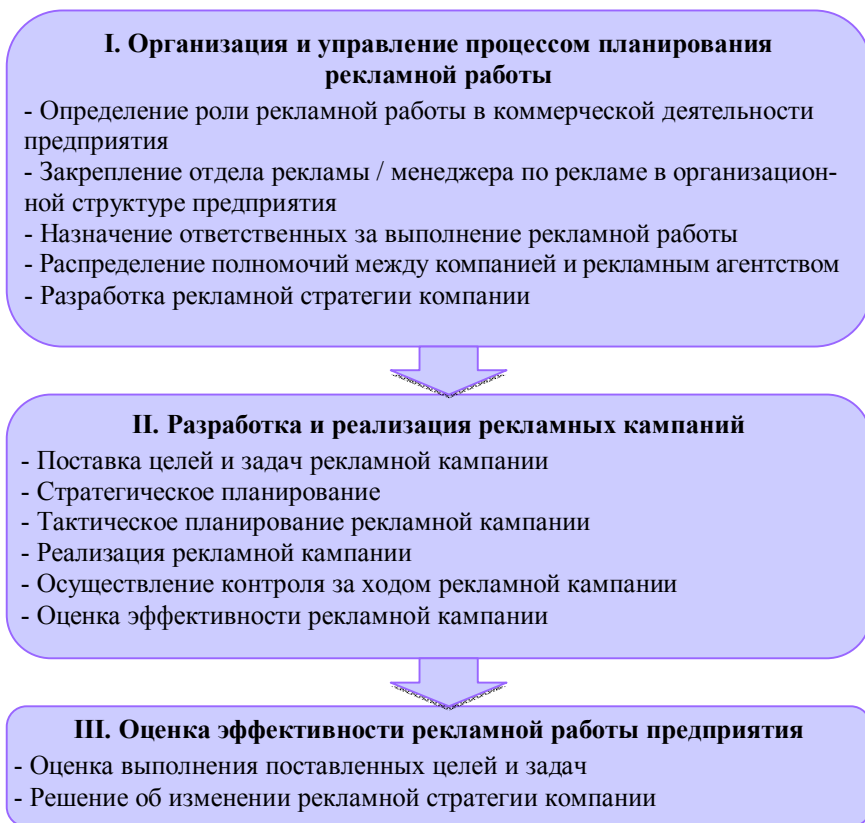 I. Организация и управление процессом планирования
рекламной работы
- Определение роли рекламной работы в коммерческой деятельности
предприятия
- Закрепление отдела рекламы / менеджера по рекламе в организацион-
ной структуре предприятия
- Назначение ответственных за выполнение рекламной работы
- Распределение полномочий между компанией и рекламным агентством
- Разработка рекламной стратегии компании
II. Разработка и реализация рекламных кампаний
- Поставка целей и задач рекламной кампании
- Стратегическое планирование
- Тактическое планирование рекламной кампании
- Реализация рекламной кампании
- Осуществление контроля за ходом рекламной кампании
- Оценка эффективности рекламной кампании
III. Оценка эффективности рекламной работы предприятия
- Оценка выполнения поставленных целей и задач
- Решение об изменении рекламной стратегии компании